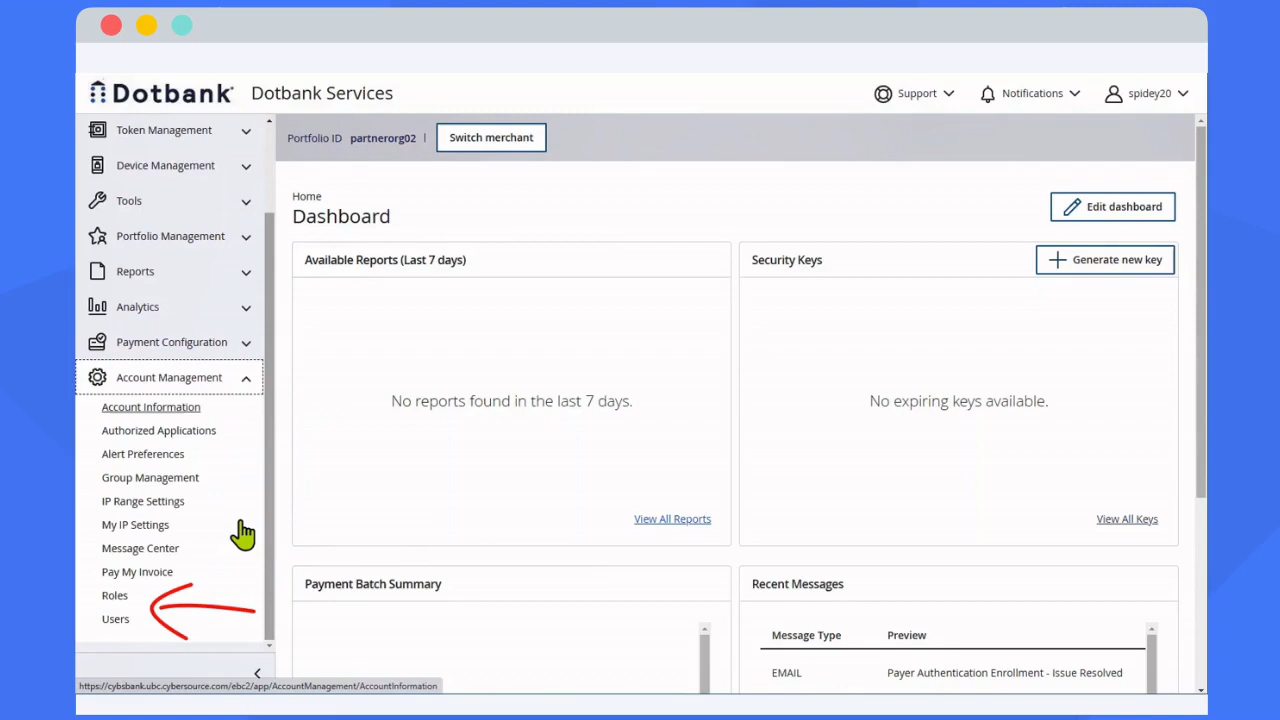 Dotbank Dotbank Services
Support Notifications spidey20
Token Management
Device Management
Tools
Portfolio Management
Reports
Analytics
Payment Configuration
Account Management
Account Information
Authorized Applications
Alert Preferences
Group Management
IP Range Settings
My IP Settings
Message Center
Pay My Invoice
Roles
Users
https://cybsbank.ubc.cybersource.com/ebc2/app/AccountManagement/AccountInformation
Portfolio ID partnerorg02 | Switch merchant
Home
Dashboard
Edit dashboard
Available Reports (Last 7 days)
No reports found in the last 7 days.
View All Reports
Security Keys
Generate new key
No expiring keys available.
View All Keys
Payment Batch Summary
Recent Messages
Message Type Preview
EMAIL Payer Authentication Enrollment - Issue Resolved